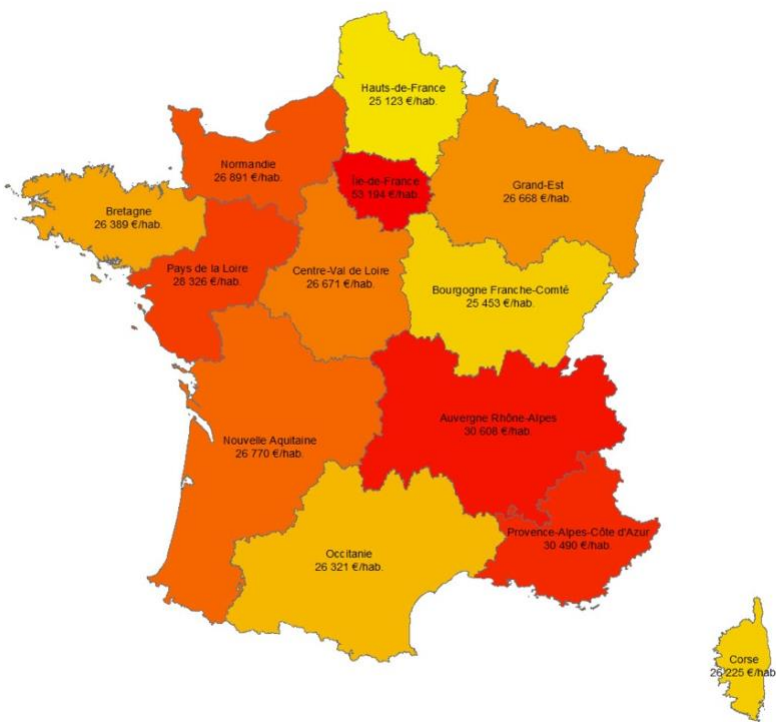 Hauts-de-France
25 123 €/hab.
Normandie
26 891 €/hab.
Île-de-France
53 194 €/hab.
Grand-Est
26 668 €/hab.
Bretagne
26 389 €/hab.
Pays de la Loire
28 326 €/hab.
Centre-Val de Loire
26 671 €/hab.
Bourgogne Franche-Comté
25 453 €/hab.
Auvergne Rhône-Alpes
30 608 €/hab.
Nouvelle Aquitaine
26 770 €/hab.
Provence-Alpes-Côte d'Azur
30 490 €/hab.
Occitanie
26 321 €/hab.
Corse
26 225 €/hab